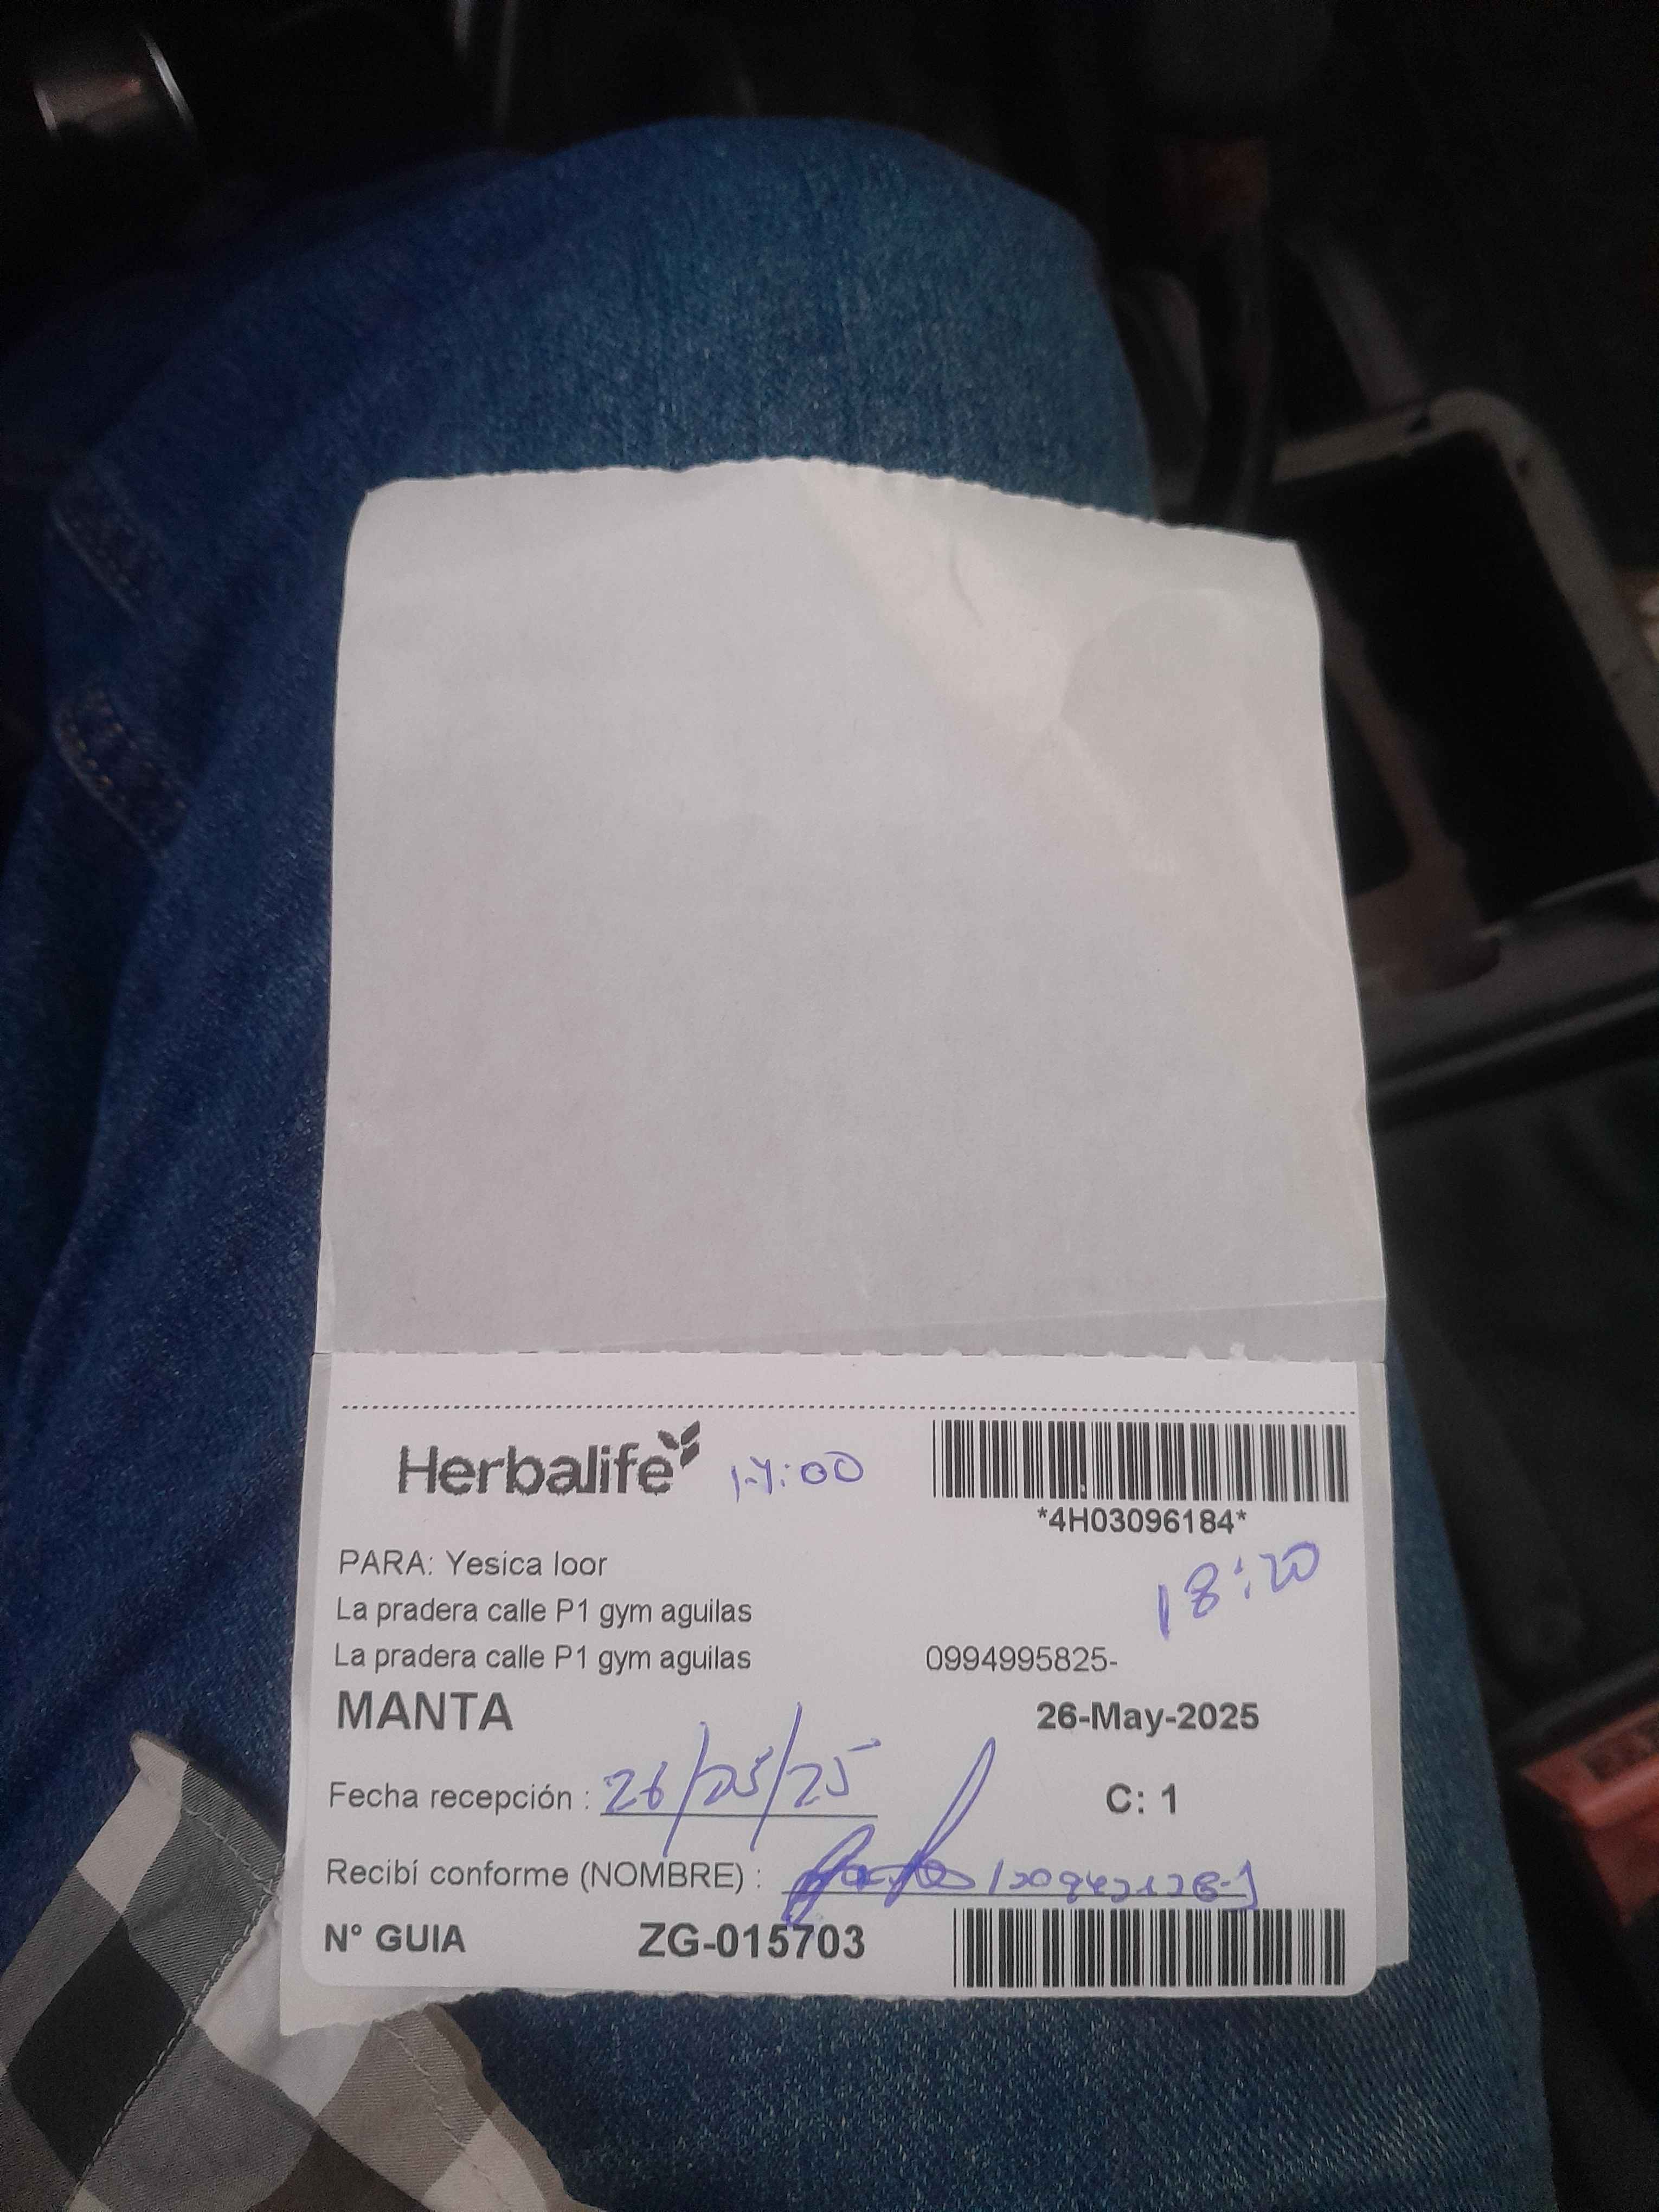 Herbalife 17:00
*4H03096184*
PARA: Yesica loor
18:20
La pradera calle P1 gym aguilas
La pradera calle P1 gym aguilas 0994995825-
MANTA 26-May-2025
Fecha recepción : 26/05/25 C: 1
Recibí conforme (NOMBRE) :
N° GUIA ZG-015703